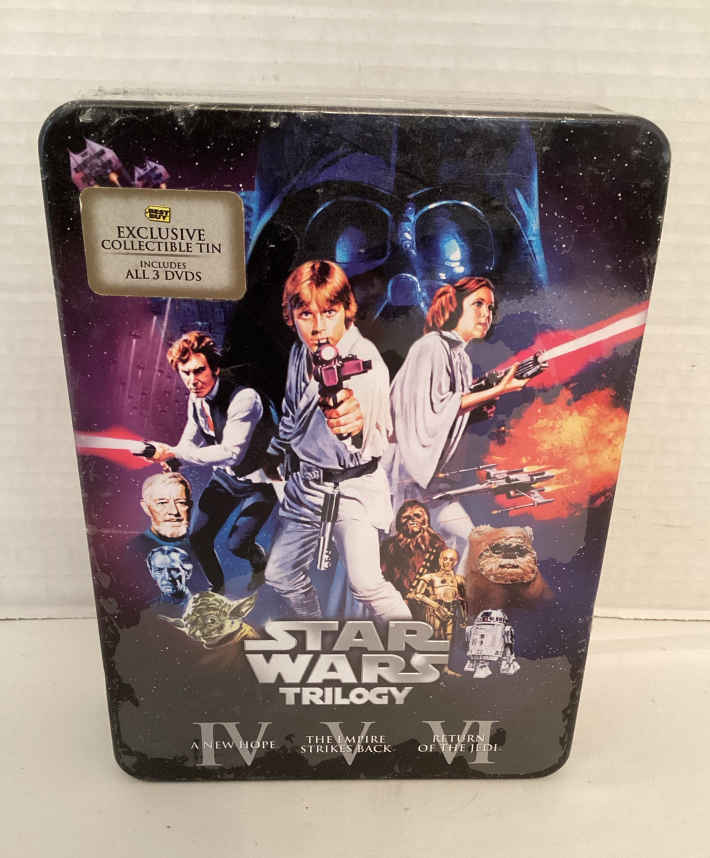 BEST BUY
EXCLUSIVE
COLLECTIBLE TIN
INCLUDES
ALL 3 DVDS
STAR
WARS
TRILOGY
IV V VI
A NEW HOPE
THE EMPIRE
STRIKES BACK
RETURN
OF THE JEDI